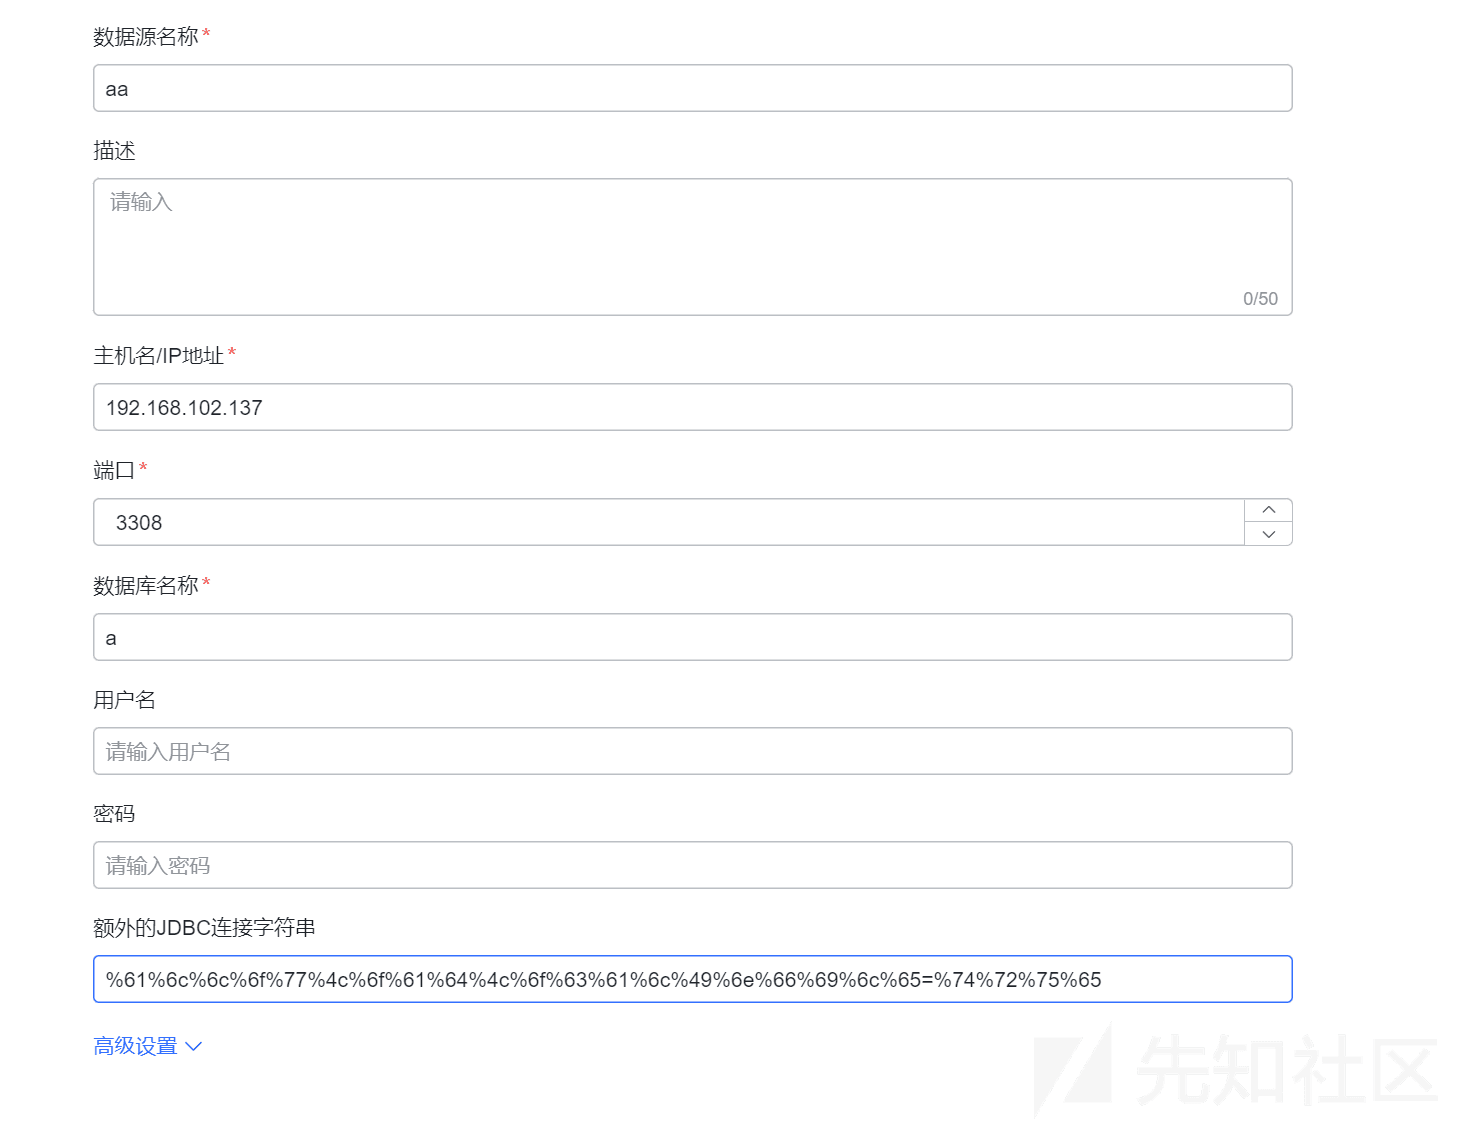 数据源名称*
aa
描述
请输入
0/50
主机名/IP地址*
192.168.102.137
端口*
3308
数据库名称*
a
用户名
请输入用户名
密码
请输入密码
额外的JDBC连接字符串
%61%6c%6c%6f%77%4c%6f%61%64%4c%6f%63%61%6c%49%6e%66%69%6c%65=%74%72%75%65
高级设置
先知社区